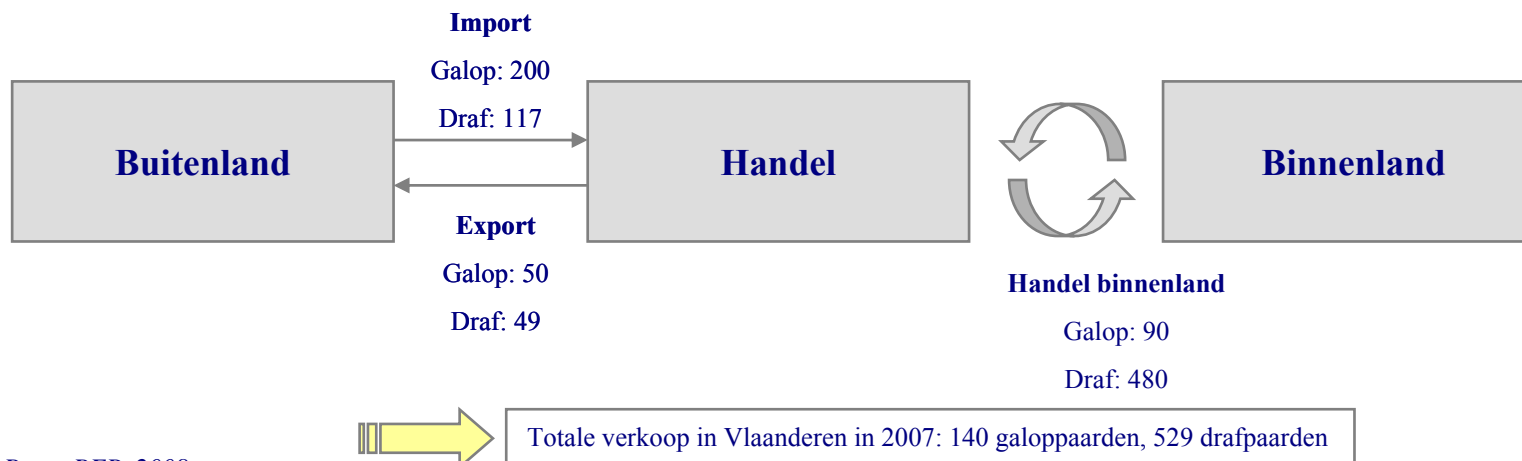 Import
Galop: 200
Draf: 117
Buitenland
Handel
Binnenland
Export
Galop: 50
Draf: 49
Handel binnenland
Galop: 90
Draf: 480
Totale verkoop in Vlaanderen in 2007: 140 galoppaarden, 529 drafpaarden